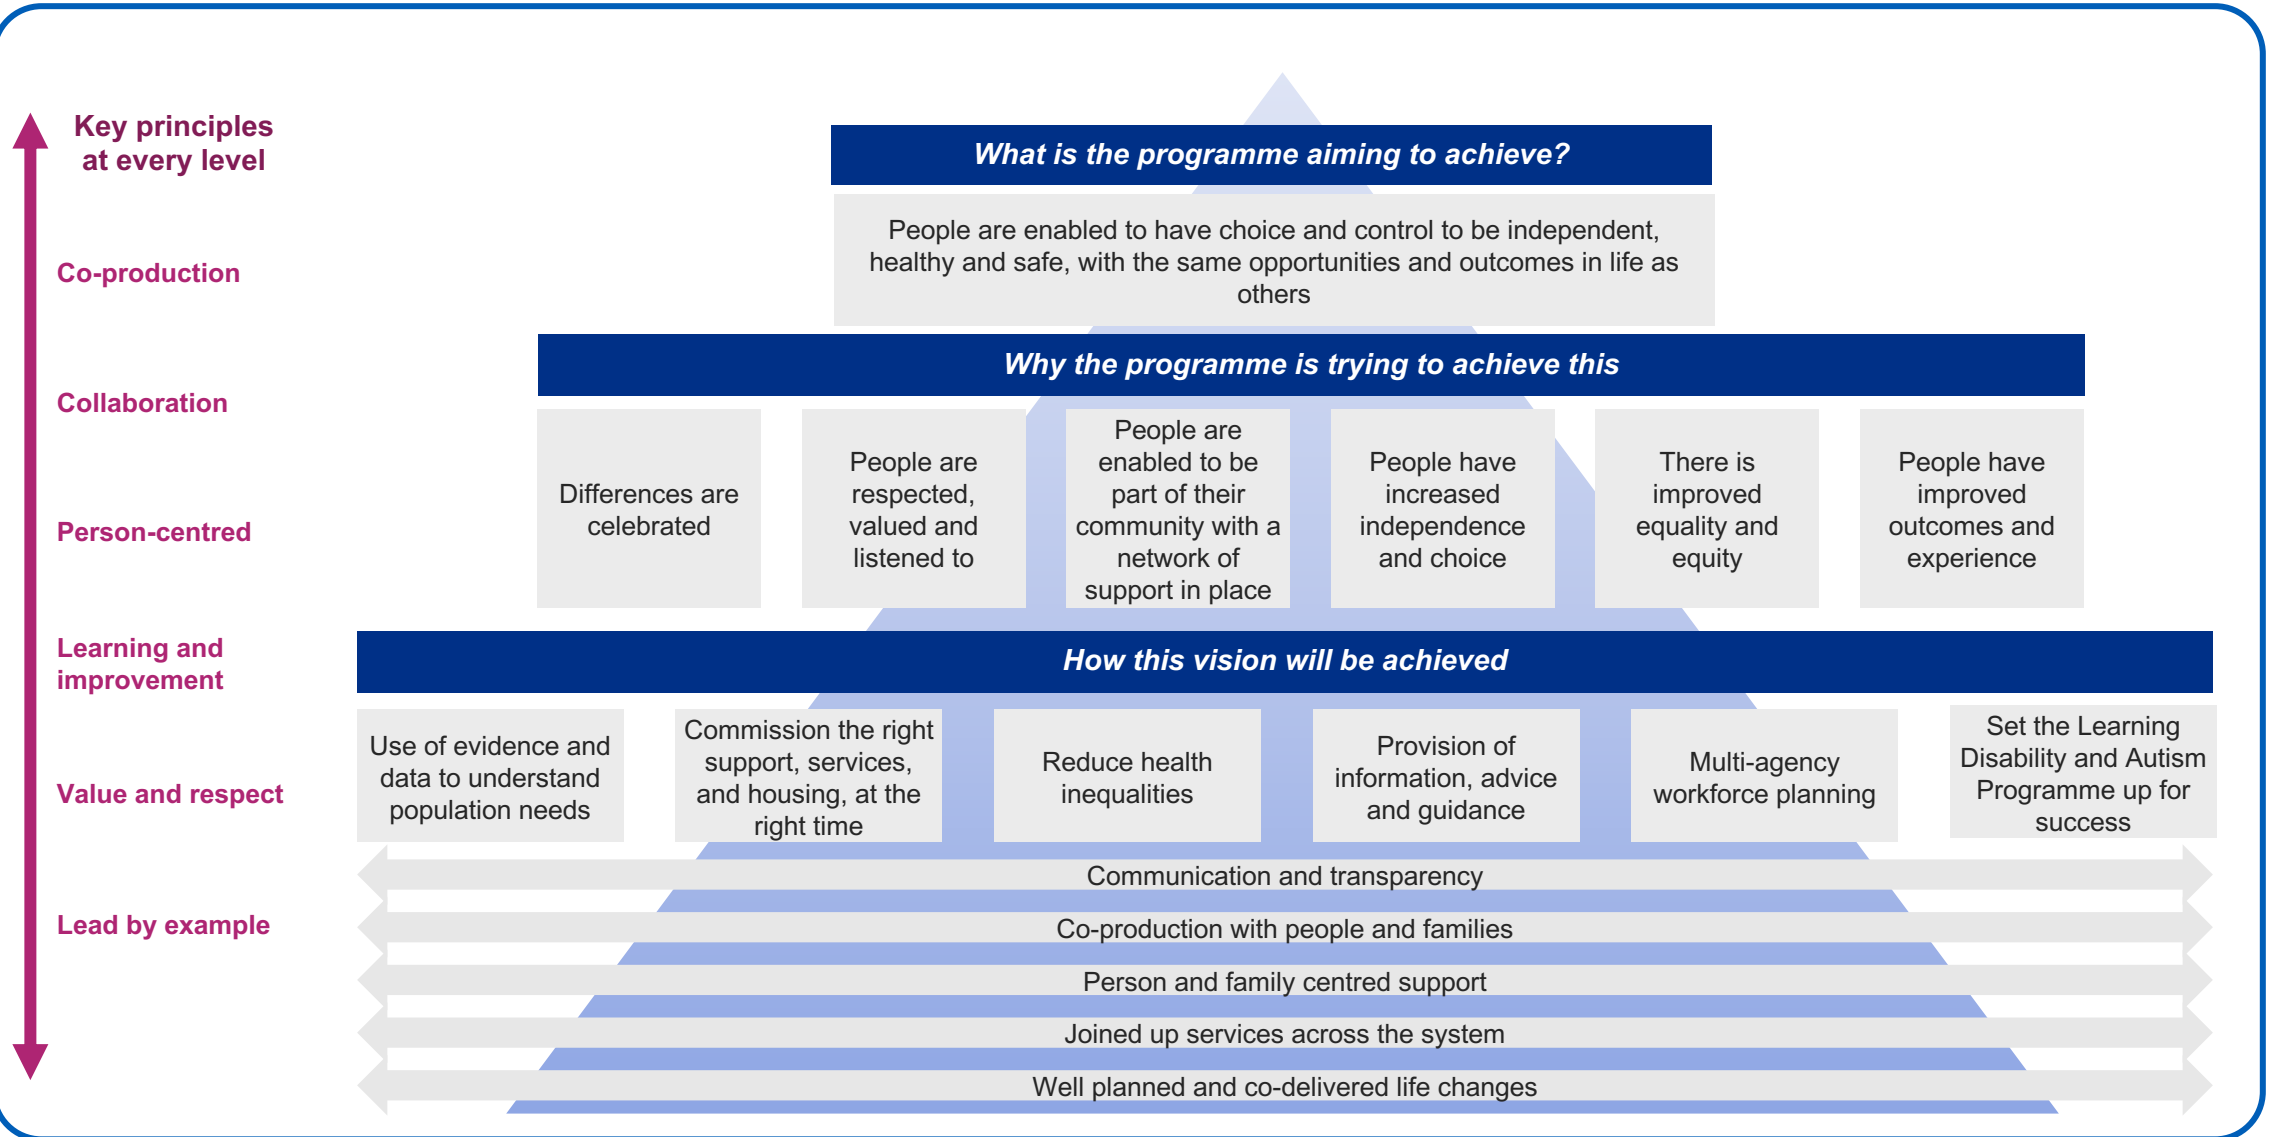 Key principles
at every level
Co-production
Collaboration
Person-centred
Learning and
improvement
Value and respect
Lead by example
What is the programme aiming to achieve?
People are enabled to have choice and control to be independent,
healthy and safe, with the same opportunities and outcomes in life as
others
Why the programme is trying to achieve this
Differences are
celebrated
People are
respected,
valued and
listened to
People are
enabled to be
part of their
community with a
network of
support in place
People have
increased
independence
and choice
There is
improved
equality and
equity
People have
improved
outcomes and
experience
How this vision will be achieved
Use of evidence and
data to understand
population needs
Commission the right
support, services,
and housing, at the
right time
Reduce health
inequalities
Provision of
information, advice
and guidance
Multi-agency
workforce planning
Set the Learning
Disability and Autism
Programme up for
success
Communication and transparency
Co-production with people and families
Person and family centred support
Joined up services across the system
Well planned and co-delivered life changes